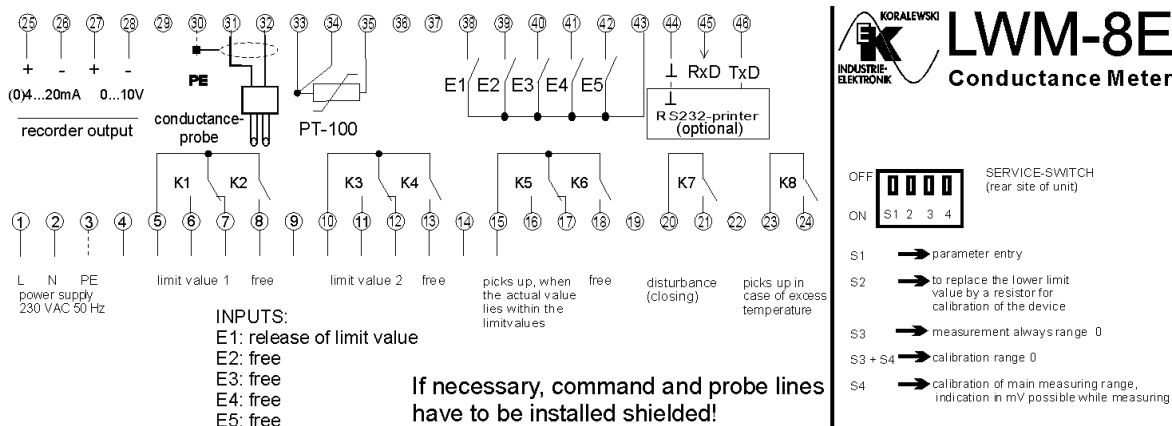 25 26 27 28 29 30 31 32 33 34 35 36 37 38 39 40 41 42 43 44 45 46
+ - + -
(0)4...20mA 0...10V
recorder output
PE
conductance-
probe
PT-100
E1 E2 E3 E4 E5
RxD TxD
RS232-printer
(optional)
K1 K2 K3 K4 K5 K6 K7 K8
1 2 3 4 5 6 7 8 9 10 11 12 13 14 15 16 17 18 19 20 21 22 23 24
L N PE
power supply
230 VAC 50 Hz
limit value 1 free
limit value 2 free
picks up, when
the actual value
lies within the
limitvalues
free
disturbance
(closing)
picks up in
case of excess
temperature
INPUTS:
E1: release of limit value
E2: free
E3: free
E4: free
E5: free
If necessary, command and probe lines
have to be installed shielded!
KORALEWSKI
EK
INDUSTRIE-
ELEKTRONIK
LWM-8E
Conductance Meter
OFF
ON
S1 2 3 4
SERVICE-SWITCH
(rear site of unit)
S1 parameter entry
S2 to replace the lower limit
value by a resistor for
calibration of the device
S3 measurement always range 0
S3 + S4 calibration range 0
S4 calibration of main measuring range,
indication in mV possible while measuring